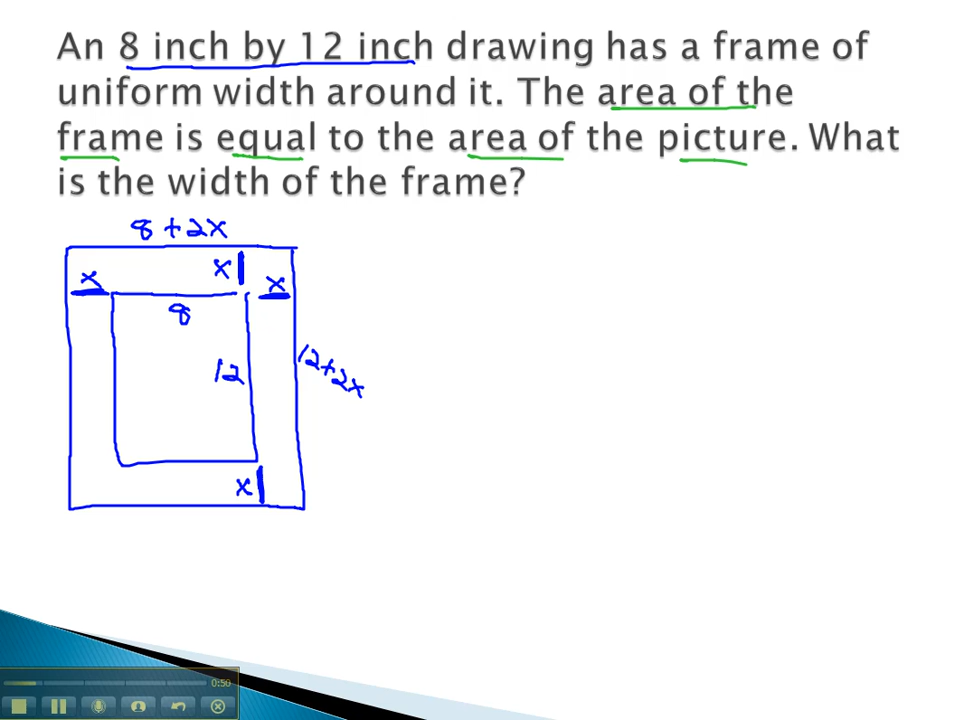 An 8 inch by 12 inch drawing has a frame of
uniform width around it. The area of the
frame is equal to the area of the picture. What
is the width of the frame?
8 + 2x
x
x
x
8
12
12 + 2x
x
0:50